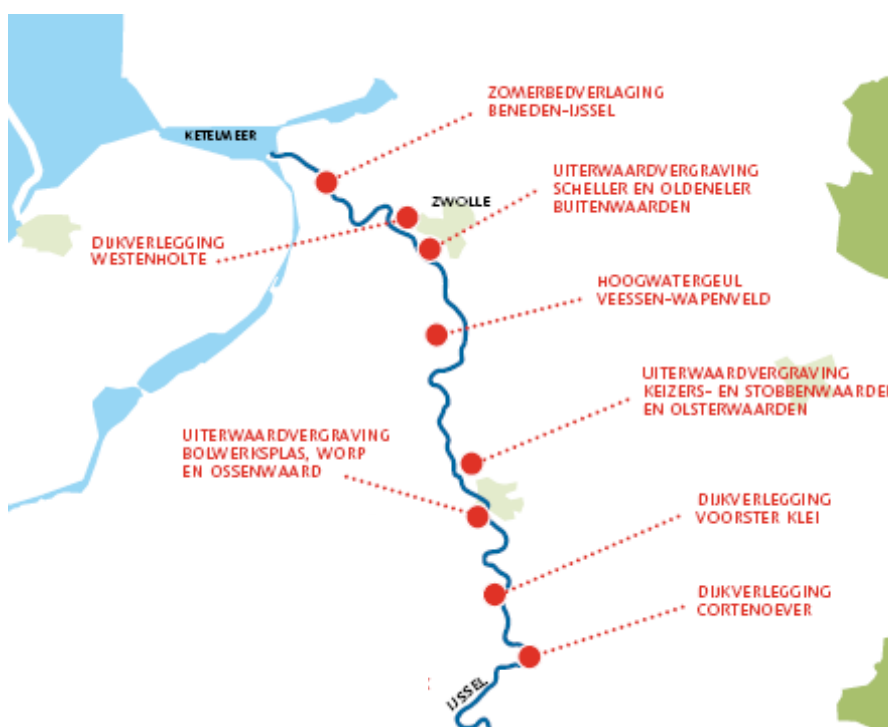 ZOMERBEDVERLAGING
BENEDEN-IJSSEL
KETELMEER
UITERWAARDVERGRAVING
SCHELLER EN OLDENELER
BUITENWAARDEN
ZWOLLE
DIJKVERLEGGING
WESTENHOLTE
HOOGWATERGEUL
VEESSEN-WAPENVELD
UITERWAARDVERGRAVING
KEIZERS- EN STOBBENWAARDEN
EN OLSTERWAARDEN
UITERWAARDVERGRAVING
BOLWERKSPLAS, WORP
EN OSSENWAARD
DIJKVERLEGGING
VOORSTER KLEI
DIJKVERLEGGING
CORTENOEVER
IJSSEL